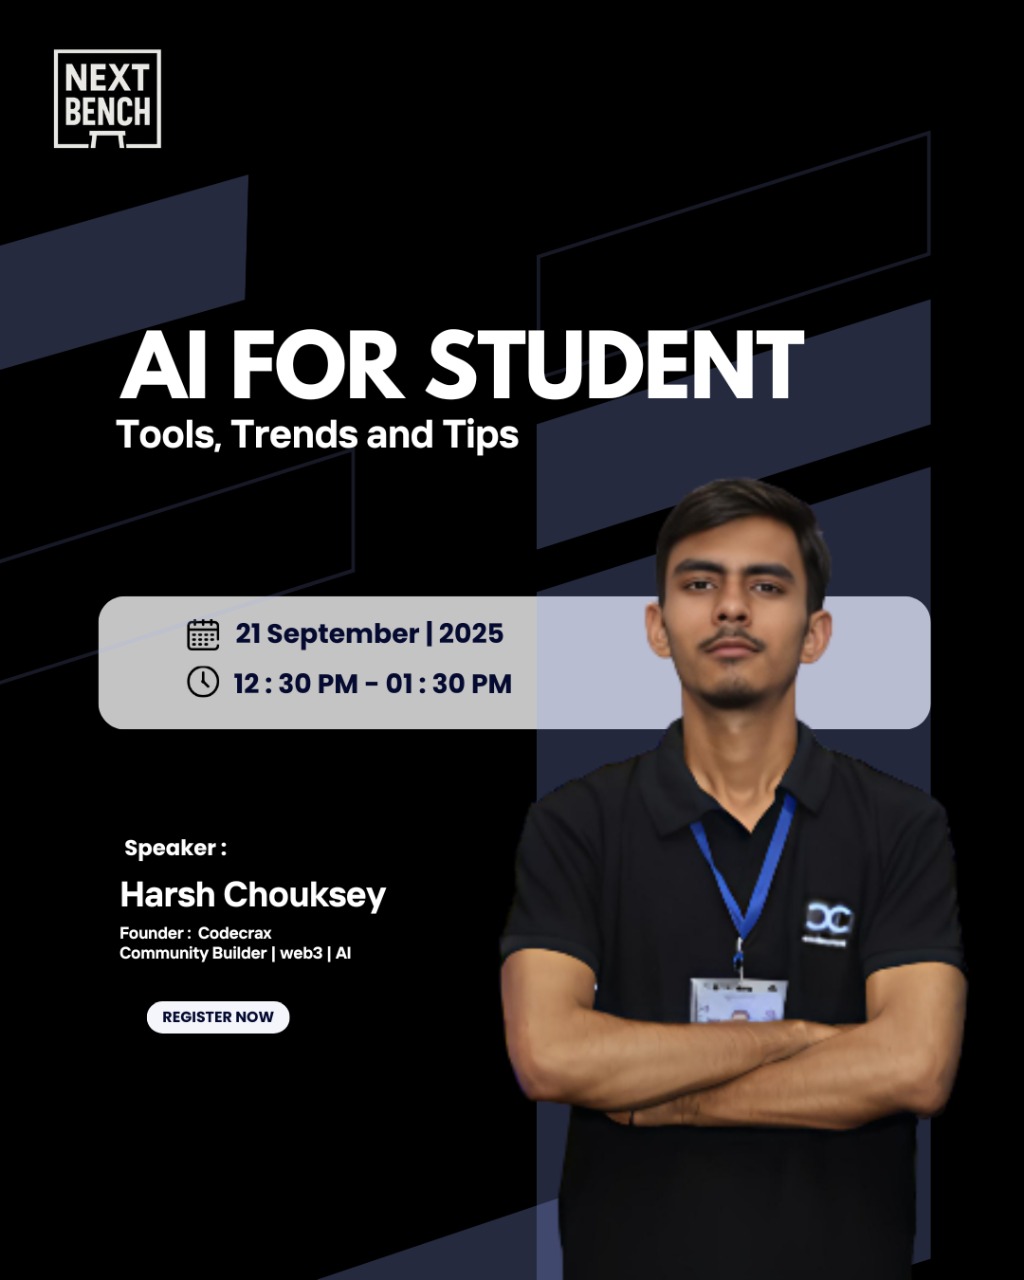 NEXT
BENCH
AI FOR STUDENT
Tools, Trends and Tips
21 September | 2025
12 : 30 PM - 01 : 30 PM
Speaker :
Harsh Chouksey
Founder : Codecrax
Community Builder | web3 | AI
REGISTER NOW